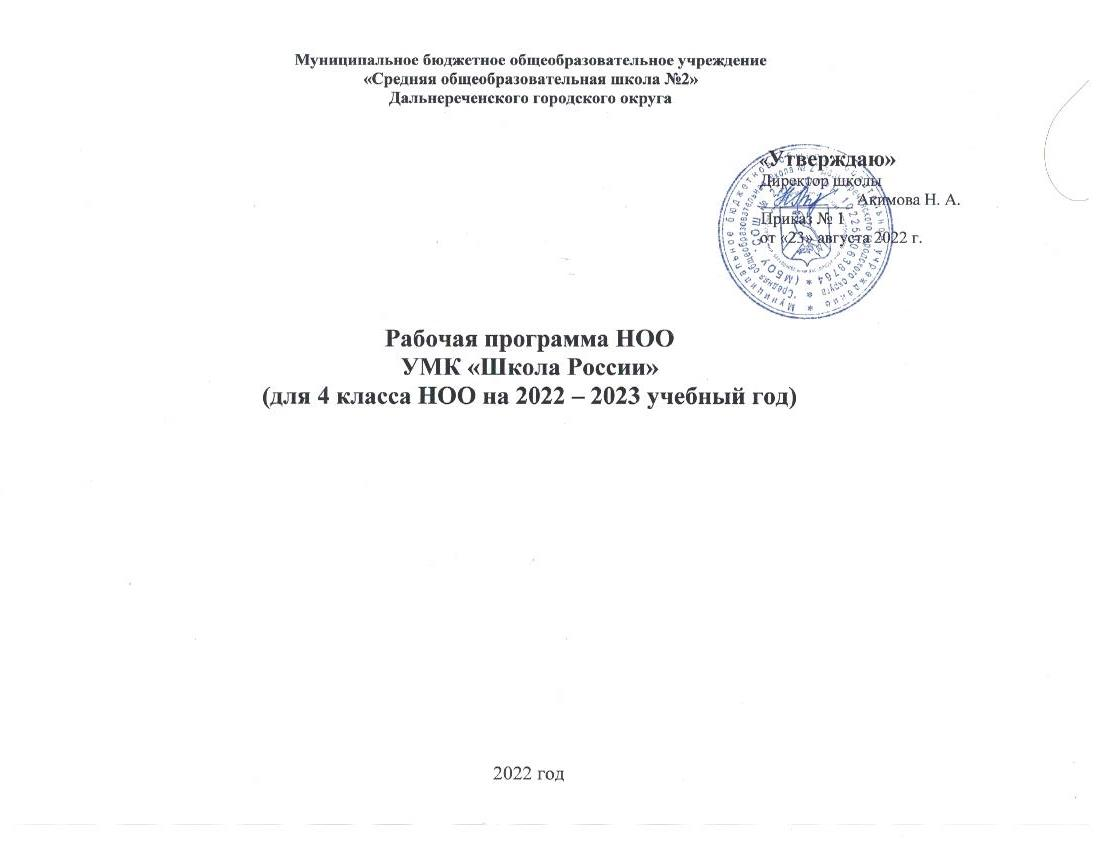 Муниципальное бюджетное общеобразовательное учреждение
«Средняя общеобразовательная школа №2»
Дальнереченского городского округа
«Утверждаю»
Директор школы
Акимова Н. А.
Приказ № 1
от «23» августа 2022 г.
Рабочая программа НОО
УМК «Школа России»
(для 4 класса НОО на 2022 – 2023 учебный год)
2022 год